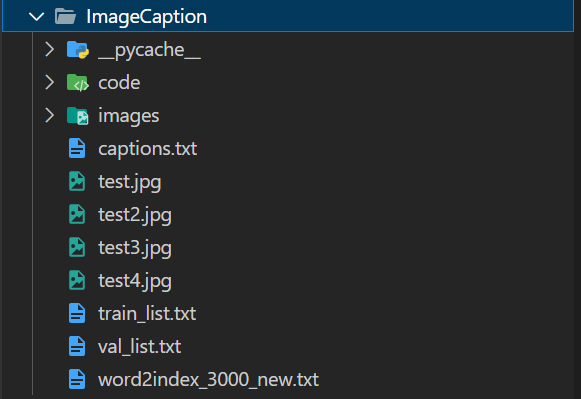 ImageCaption
__pycache__
code
images
captions.txt
test.jpg
test2.jpg
test3.jpg
test4.jpg
train_list.txt
val_list.txt
word2index_3000_new.txt